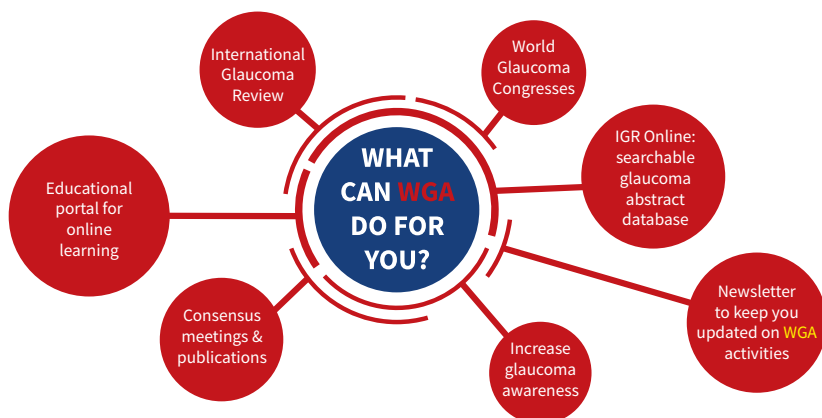 International
Glaucoma
Review
World
Glaucoma
Congresses
WHAT
CAN WGA
DO FOR
YOU?
IGR Online:
searchable
glaucoma
abstract
database
Educational
portal for
online
learning
Newsletter
to keep you
updated on WGA
activities
Consensus
meetings &
publications
Increase
glaucoma
awareness